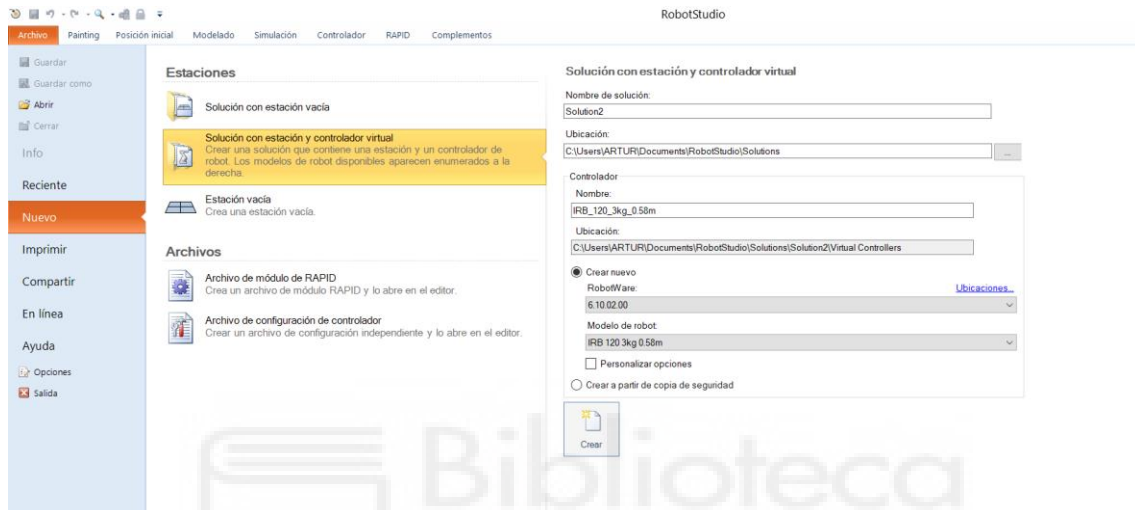 RobotStudio
Archivo Painting Posición inicial Modelado Simulación Controlador RAPID Complementos
Guardar
Guardar como
Abrir
Cerrar
Info
Reciente
Nuevo
Imprimir
Compartir
En línea
Ayuda
Opciones
Salida
Estaciones
Solución con estación vacía
Solución con estación y controlador virtual
Crear una solución que contiene una estación y un controlador de
robot. Los modelos de robot disponibles aparecen enumerados a la
derecha.
Estación vacía
Crea una estación vacía.
Archivos
Archivo de módulo de RAPID
Crea un archivo de módulo RAPID y lo abre en el editor.
Archivo de configuración de controlador
Crear un archivo de configuración independiente y lo abre en el editor.
Solución con estación y controlador virtual
Nombre de solución:
Solution2
Ubicación:
C:\Users\ARTUR\Documents\RobotStudio\Solutions
...
Controlador
Nombre:
IRB_120_3kg_0.58m
Ubicación:
C:\Users\ARTUR\Documents\RobotStudio\Solutions\Solution2\Virtual Controllers
Crear nuevo
RobotWare: Ubicaciones...
6.10.02.00
Modelo de robot:
IRB 120 3kg 0.58m
Personalizar opciones
Crear a partir de copia de seguridad
Crear
Biblioteca